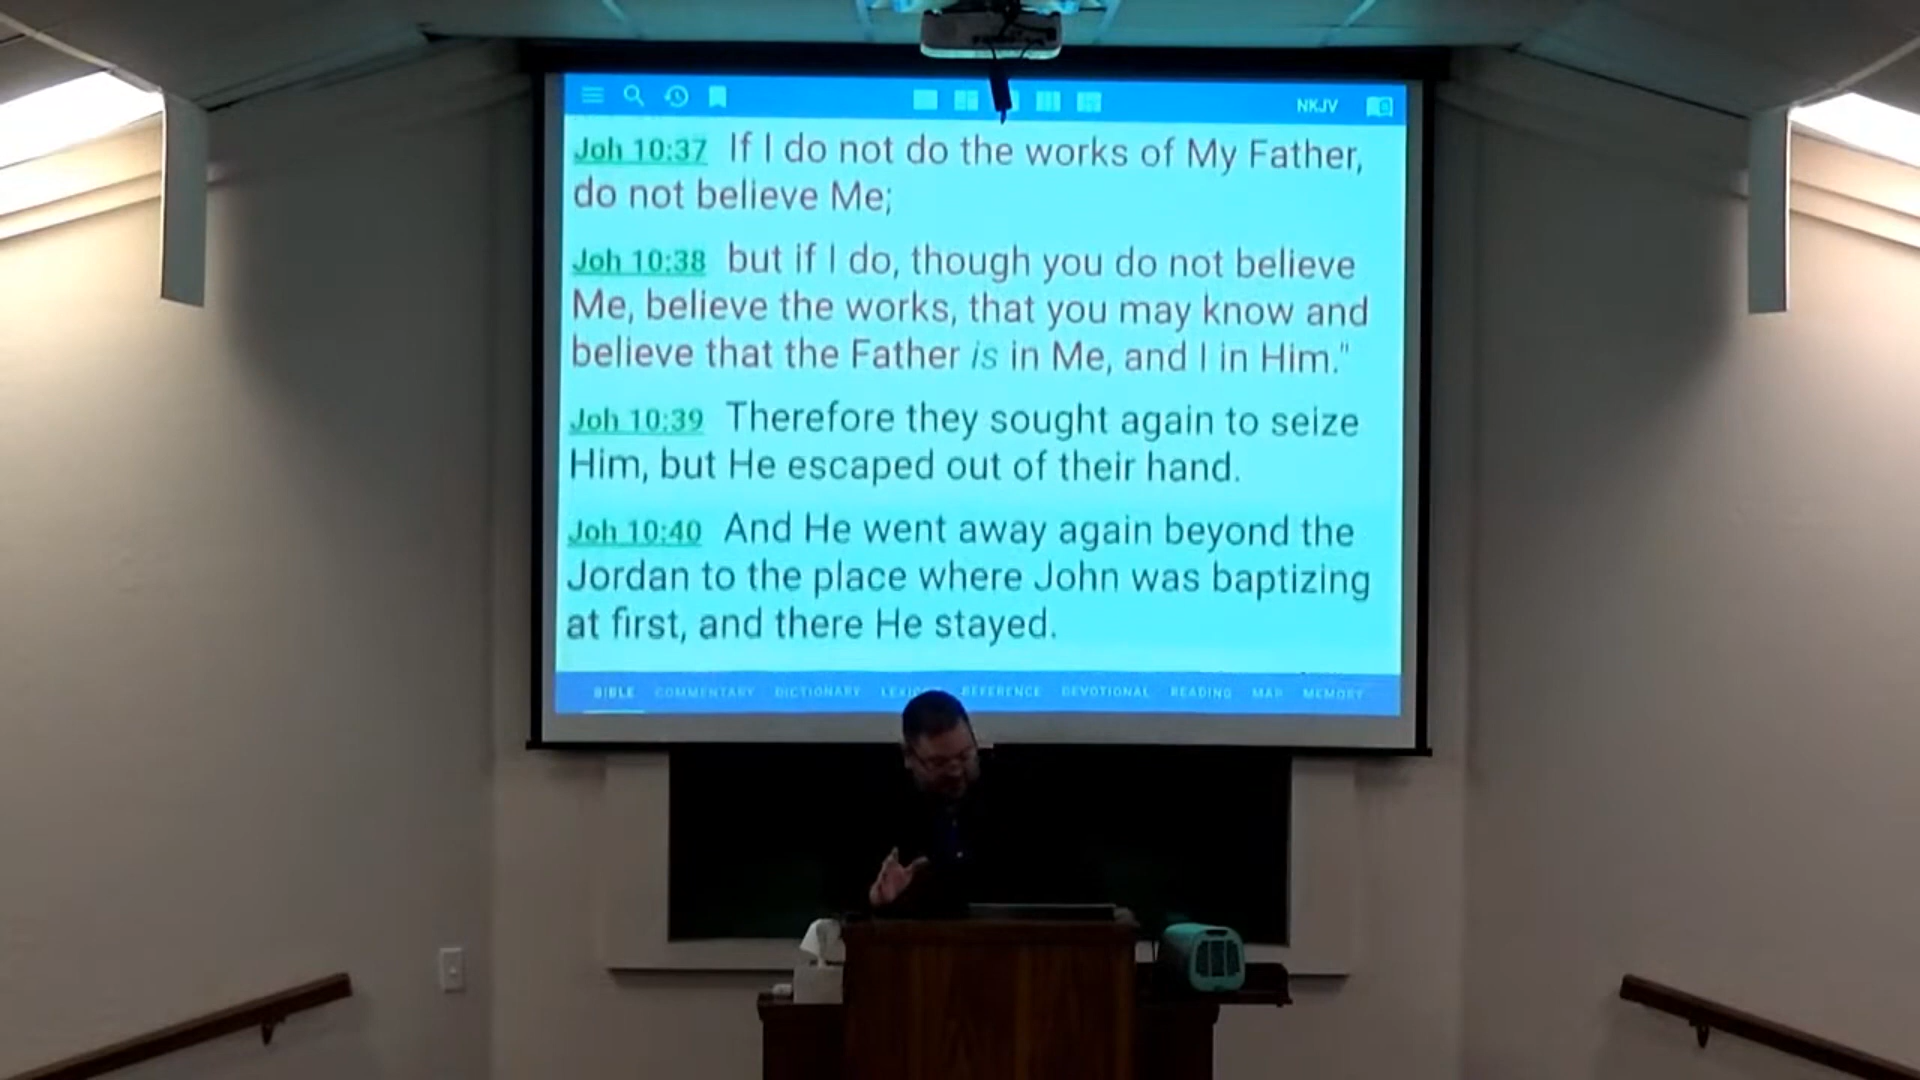 NKJV
Joh 10:37 If I do not do the works of My Father,
do not believe Me;
Joh 10:38 but if I do, though you do not believe
Me, believe the works, that you may know and
believe that the Father is in Me, and I in Him."
Joh 10:39 Therefore they sought again to seize
Him, but He escaped out of their hand.
Joh 10:40 And He went away again beyond the
Jordan to the place where John was baptizing
at first, and there He stayed.
BIBLE COMMENTARY DICTIONARY REFERENCE DEVOTIONAL READING MAP MEMORY